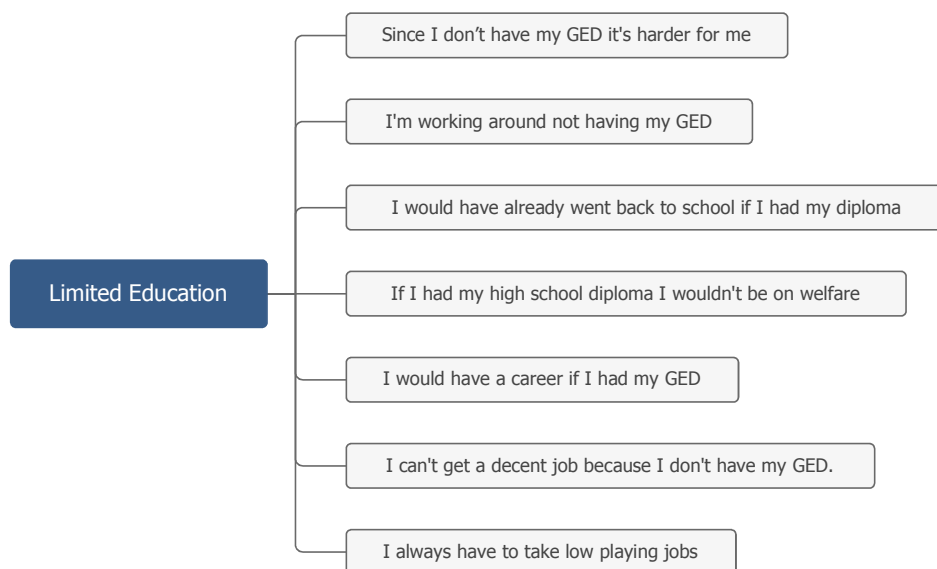 Since I don’t have my GED it's harder for me
I'm working around not having my GED
I would have already went back to school if I had my diploma
Limited Education
If I had my high school diploma I wouldn't be on welfare
I would have a career if I had my GED
I can't get a decent job because I don't have my GED.
I always have to take low playing jobs